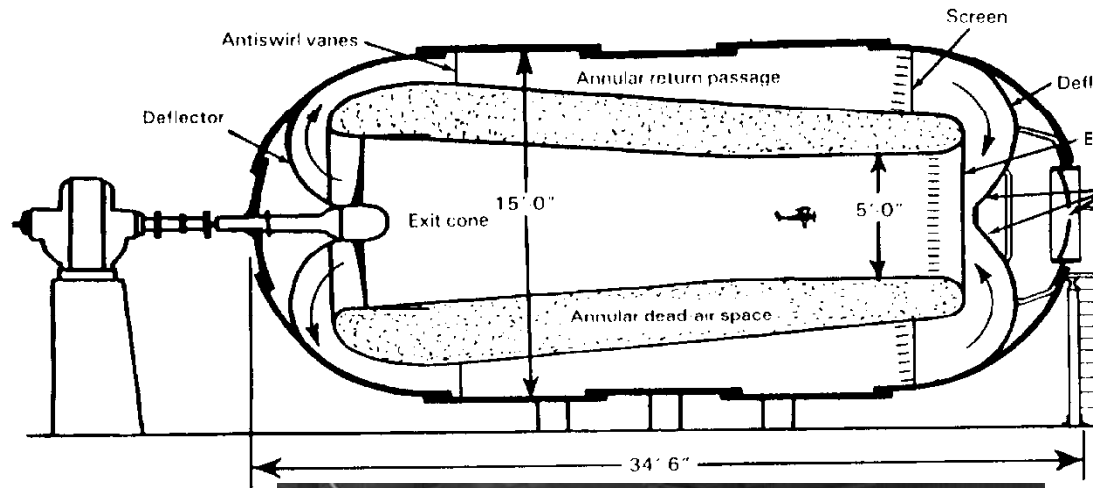 Screen
Antiswirl vanes
Annular return passage
Defl
Deflector
E
15'-0"
5'-0"
Exit cone
Annular dead-air space
34'-6"